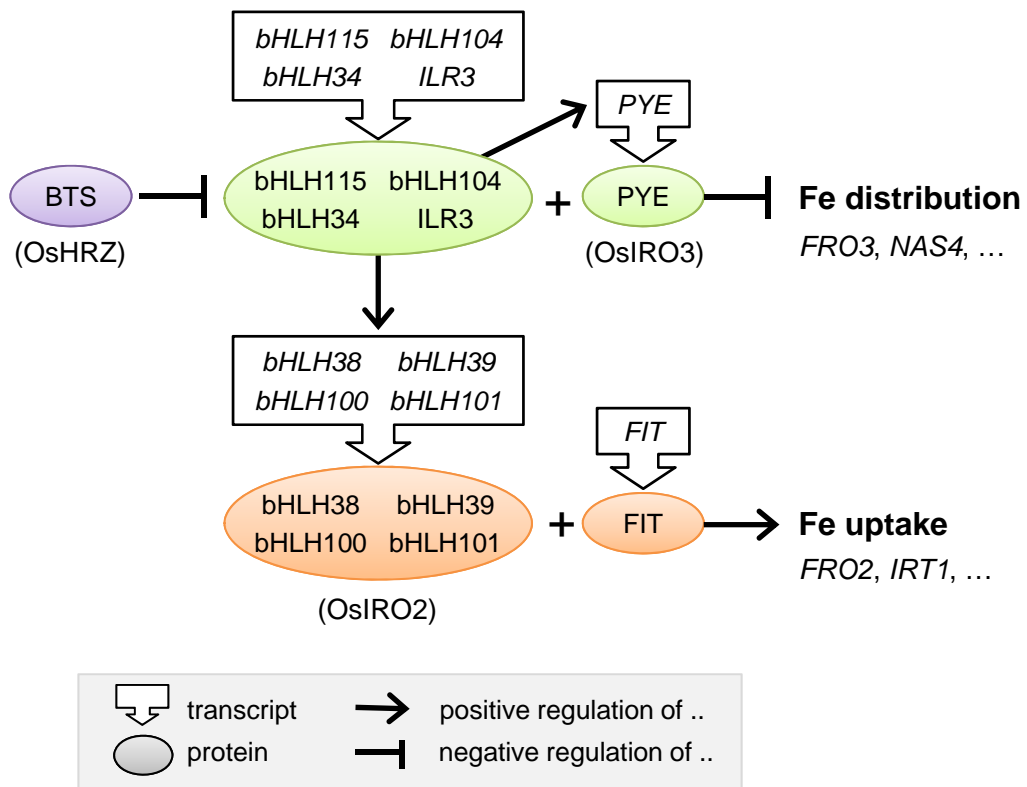 bHLH115 bHLH104
bHLH34 ILR3
PYE
BTS
(OsHRZ)
bHLH115 bHLH104
bHLH34 ILR3
+
PYE
(OsIRO3)
Fe distribution
FRO3, NAS4, …
bHLH38 bHLH39
bHLH100 bHLH101
FIT
bHLH38 bHLH39
bHLH100 bHLH101
(OsIRO2)
+
FIT
Fe uptake
FRO2, IRT1, …
transcript
positive regulation of ..
protein
negative regulation of ..